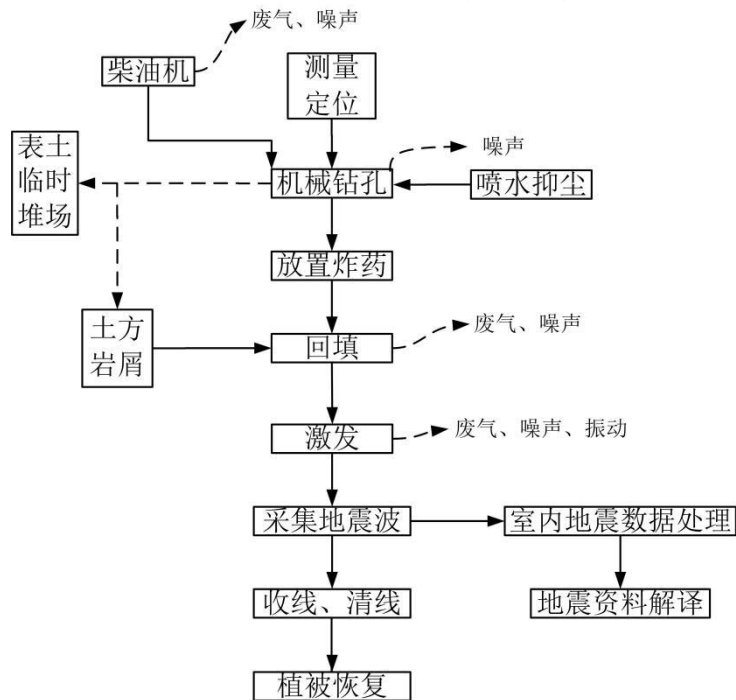 废气、噪声
柴油机
测量
定位
表土
临时
堆场
噪声
机械钻孔
喷水抑尘
放置炸药
土方
岩屑
回填
废气、噪声
激发
废气、噪声、振动
采集地震波
室内地震数据处理
收线、清线
地震资料解译
植被恢复